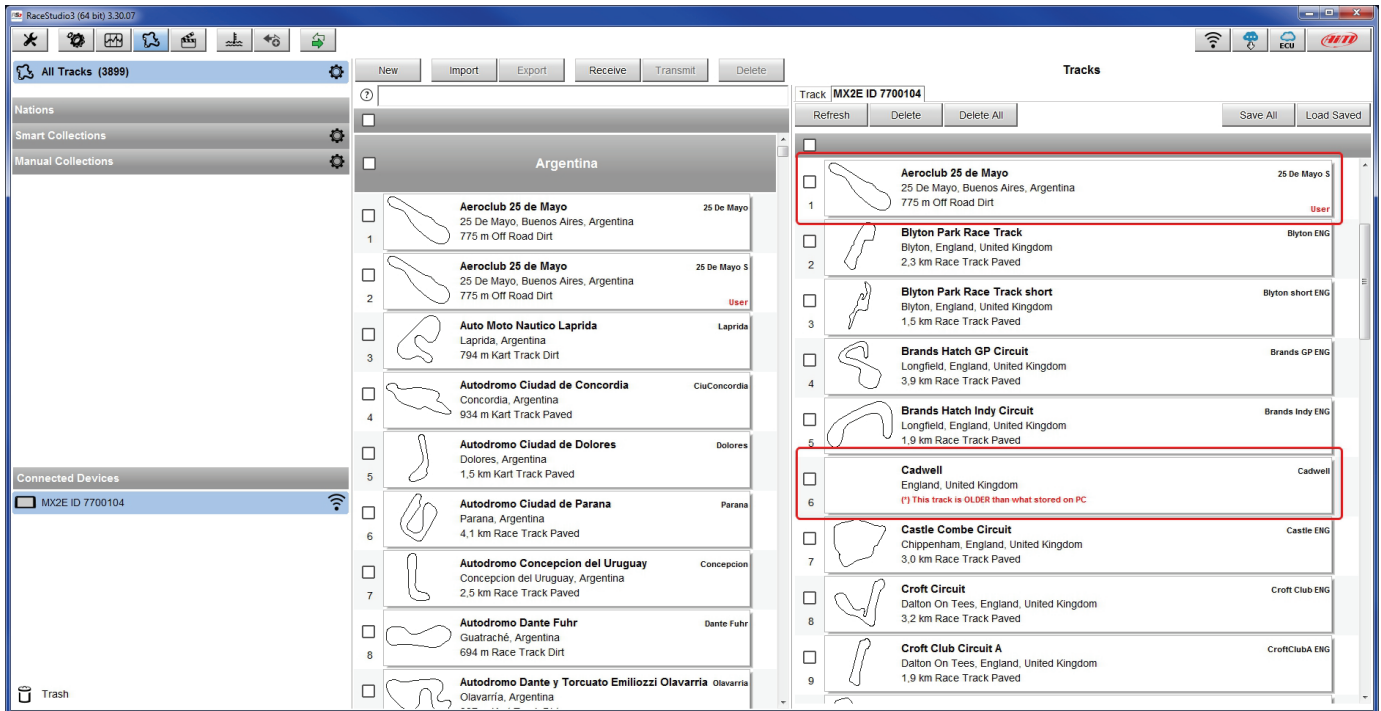 RaceStudio3 (64 bit) 3.30.07
ECU
AiM
All Tracks (3899)
Nations
Smart Collections
Manual Collections
Connected Devices
MX2E ID 7700104
Trash
New Import Export Receive Transmit Delete
?
Argentina
Aeroclub 25 de Mayo 25 De Mayo
25 De Mayo, Buenos Aires, Argentina
775 m Off Road Dirt
1
Aeroclub 25 de Mayo 25 De Mayo S
25 De Mayo, Buenos Aires, Argentina
775 m Off Road Dirt
User
2
Auto Moto Nautico Laprida Laprida
Laprida, Argentina
794 m Kart Track Dirt
3
Autodromo Ciudad de Concordia CiuConcordia
Concordia, Argentina
934 m Kart Track Paved
4
Autodromo Ciudad de Dolores Dolores
Dolores, Argentina
1,5 km Kart Track Paved
5
Autodromo Ciudad de Parana Parana
Parana, Argentina
4,1 km Race Track Paved
6
Autodromo Concepcion del Uruguay Concepcion
Concepcion del Uruguay, Argentina
2,5 km Race Track Paved
7
Autodromo Dante Fuhr Dante Fuhr
Guatraché, Argentina
694 m Race Track Dirt
8
Autodromo Dante y Torcuato Emiliozzi Olavarria Olavarria
Olavarría, Argentina
Tracks
Track MX2E ID 7700104
Refresh Delete Delete All Save All Load Saved
Aeroclub 25 de Mayo 25 De Mayo S
25 De Mayo, Buenos Aires, Argentina
775 m Off Road Dirt
User
1
Blyton Park Race Track Blyton ENG
Blyton, England, United Kingdom
2,3 km Race Track Paved
2
Blyton Park Race Track short Blyton short ENG
Blyton, England, United Kingdom
1,5 km Race Track Paved
3
Brands Hatch GP Circuit Brands GP ENG
Longfield, England, United Kingdom
3,9 km Race Track Paved
4
Brands Hatch Indy Circuit Brands Indy ENG
Longfield, England, United Kingdom
1,9 km Race Track Paved
5
Cadwell Cadwell
England, United Kingdom
(*) This track is OLDER than what stored on PC
6
Castle Combe Circuit Castle ENG
Chippenham, England, United Kingdom
3,0 km Race Track Paved
7
Croft Circuit Croft Club ENG
Dalton On Tees, England, United Kingdom
3,2 km Race Track Paved
8
Croft Club Circuit A CroftClubA ENG
Dalton On Tees, England, United Kingdom
1,9 km Race Track Paved
9